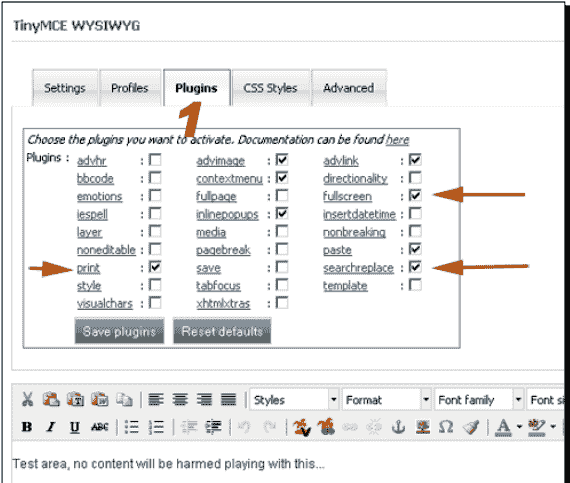 TinyMCE WYSIWYG
Settings Profiles Plugins CSS Styles Advanced
1
Choose the plugins you want to activate. Documentation can be found here
Plugins : advhr : advimage : advlink :
bbcode : contextmenu : directionality :
emotions : fullpage : fullscreen :
iespell : inlinepopups : insertdatetime :
layer : media : nonbreaking :
noneditable : pagebreak : paste :
print : save : searchreplace :
style : tabfocus : template :
visualchars : xhtmlxtras :
Save plugins Reset defaults
Styles Format Font family Font si
B I U ABC Ω A ab
Test area, no content will be harmed playing with this...